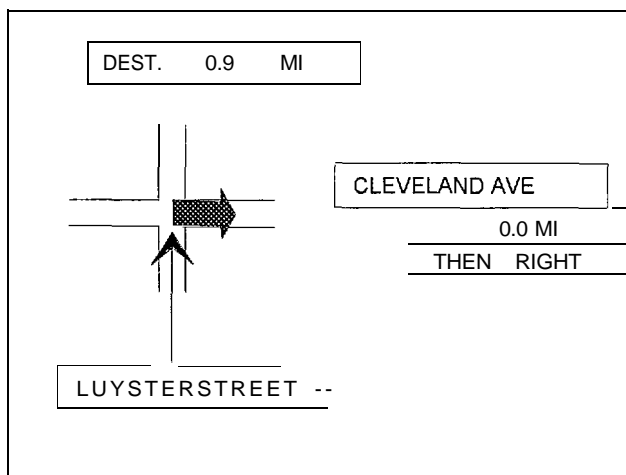 DEST. 0.9 MI
CLEVELAND AVE
0.0 MI
THEN RIGHT
LUYSTERSTREET --